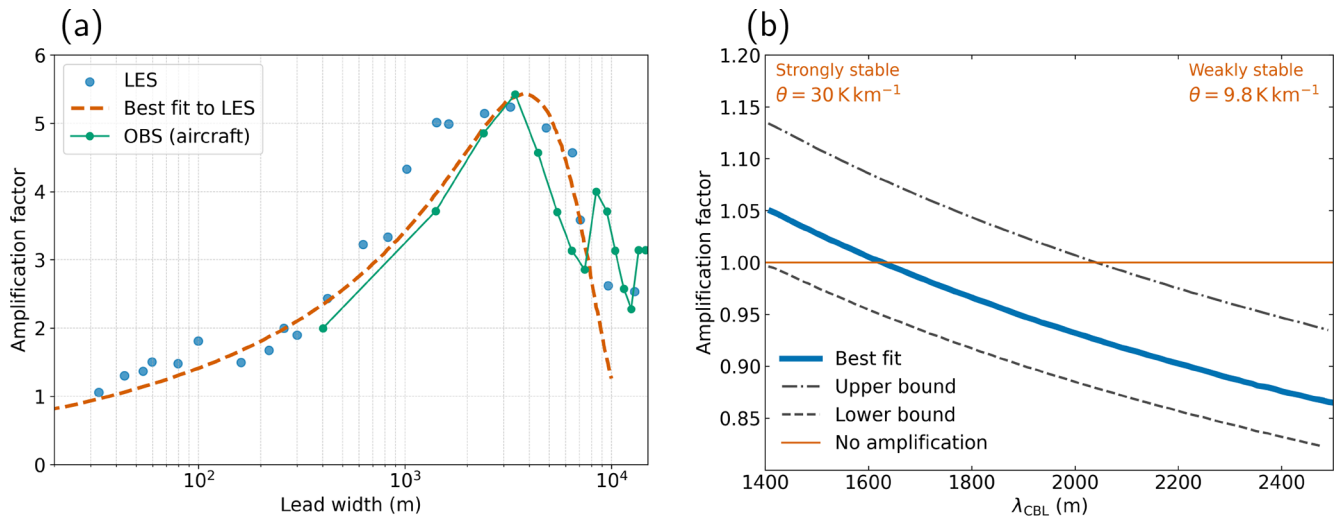 (a)
6
5
4
3
2
1
0
Amplification factor
LES
Best fit to LES
OBS (aircraft)
10²
10³
10⁴
Lead width (m)
(b)
1.20
1.15
1.10
1.05
1.00
0.95
0.90
0.85
Amplification factor
Strongly stable
θ = 30 K km⁻¹
Weakly stable
θ = 9.8 K km⁻¹
Best fit
Upper bound
Lower bound
No amplification
1400
1600
1800
2000
2200
2400
λCBL (m)